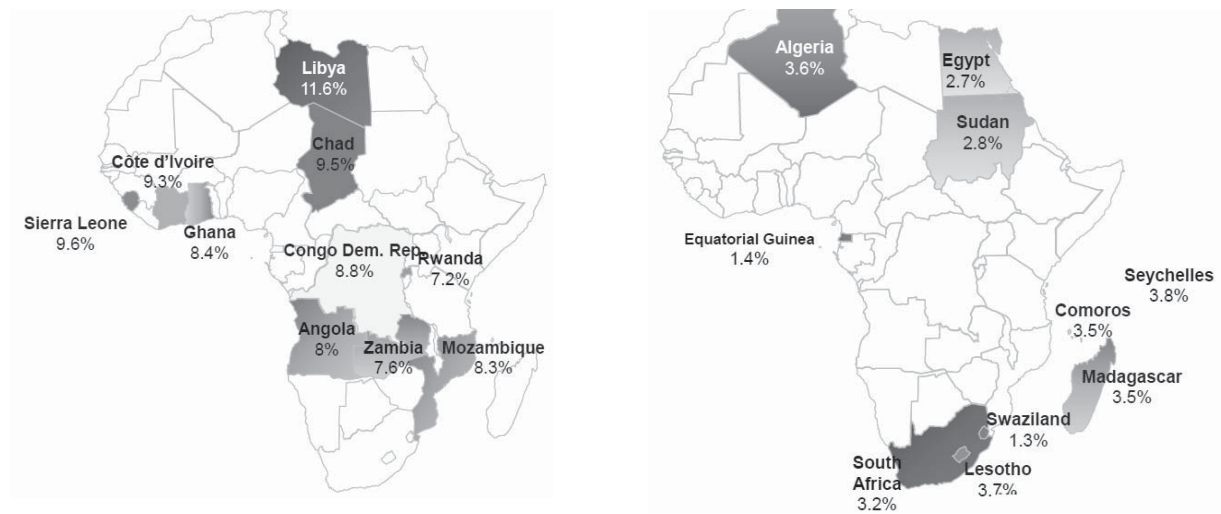 Libya
11.6%
Chad
9.5%
Côte d'Ivoire
9.3%
Sierra Leone
9.6%
Ghana
8.4%
Congo Dem. Rep.
8.8%
Rwanda
7.2%
Angola
8%
Zambia
7.6%
Mozambique
8.3%
Algeria
3.6%
Egypt
2.7%
Sudan
2.8%
Equatorial Guinea
1.4%
Seychelles
3.8%
Comoros
3.5%
Madagascar
3.5%
Swaziland
1.3%
South
Africa
3.2%
Lesotho
3.7%